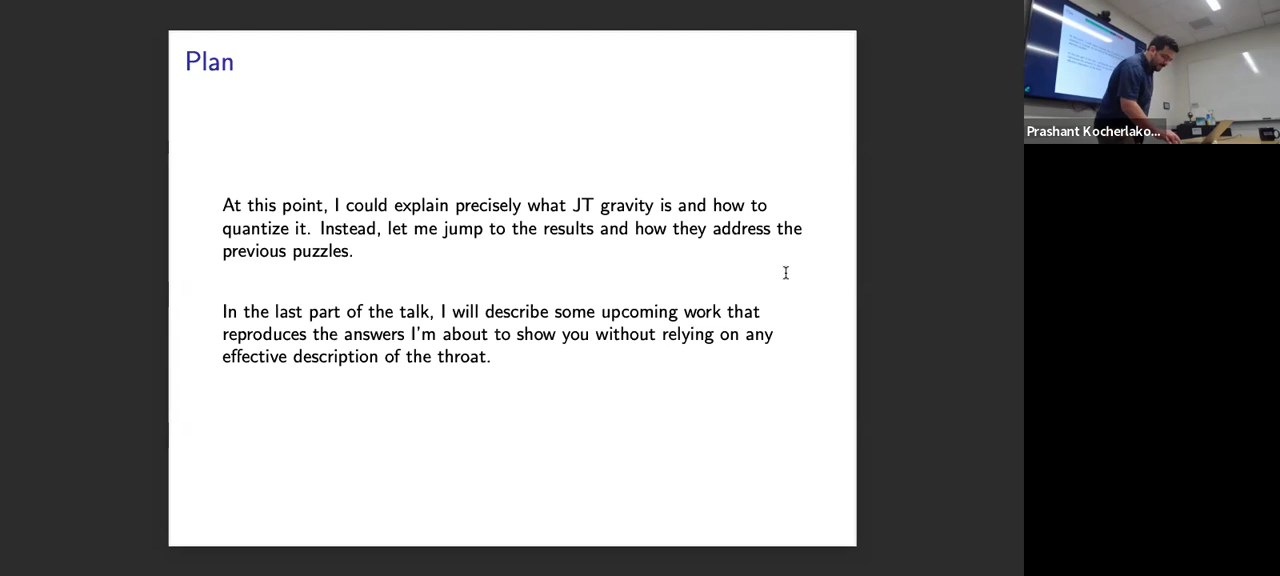 Plan
At this point, I could explain precisely what JT gravity is and how to
quantize it. Instead, let me jump to the results and how they address the
previous puzzles.
In the last part of the talk, I will describe some upcoming work that
reproduces the answers I'm about to show you without relying on any
effective description of the throat.
Prashant Kocherlako...